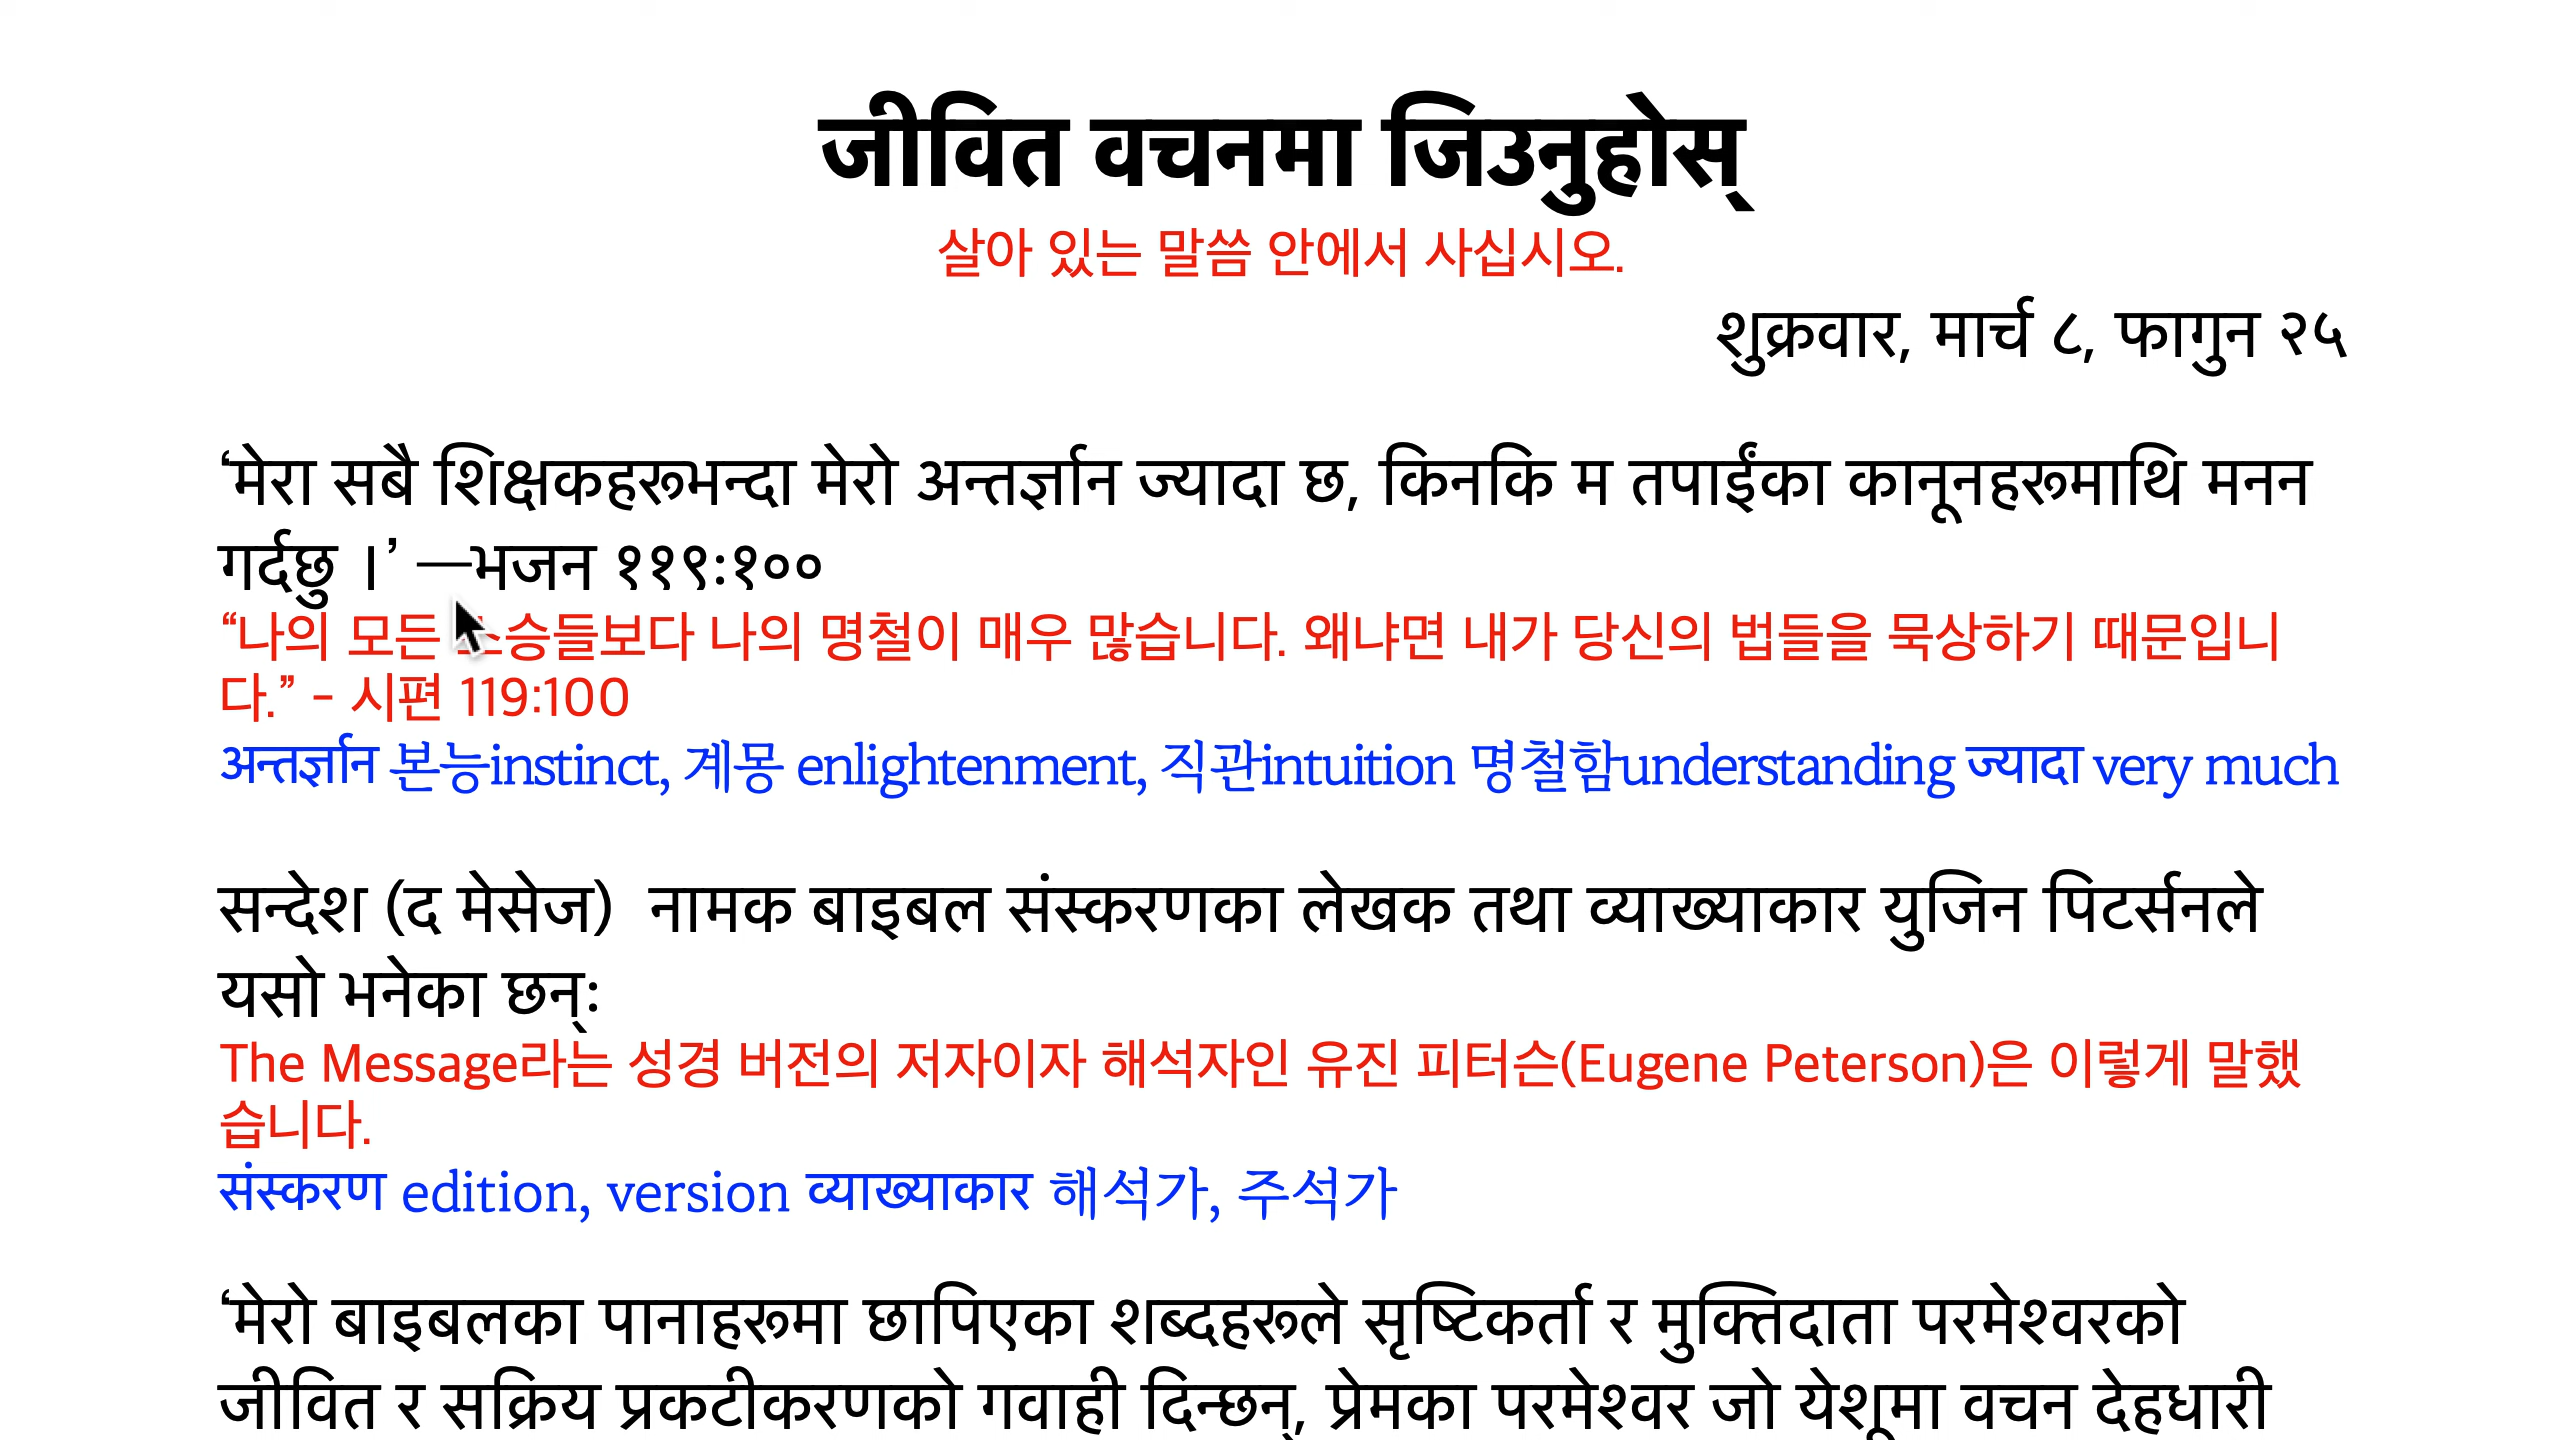 जीवित वचनमा जिउनुहोस्
살아 있는 말씀 안에서 사십시오.
शुक्रवार, मार्च ८, फागुन २५
‘मेरा सबै शिक्षकहरूभन्दा मेरो अन्तर्ज्ञान ज्यादा छ, किनकि म तपाईंका कानूनहरूमाथि मनन
गर्दछु ।’ —भजन ११९:१००
“나의 모든 스승들보다 나의 명철이 매우 많습니다. 왜냐면 내가 당신의 법들을 묵상하기 때문입니
다.” - 시편 119:100
अन्तर्ज्ञान 본능instinct, 계몽 enlightenment, 직관intuition 명철함understanding ज्यादा very much
सन्देश (द मेसेज) नामक बाइबल संस्करणका लेखक तथा व्याख्याकार युजिन पिटर्सनले
यसो भनेका छन्ः
The Message라는 성경 버전의 저자이자 해석자인 유진 피터슨(Eugene Peterson)은 이렇게 말했
습니다.
संस्करण edition, version व्याख्याकार 해석가, 주석가
‘मेरो बाइबलका पानाहरूमा छापिएका शब्दहरूले सृष्टिकर्ता र मुक्तिदाता परमेश्वरको
जीवित र सक्रिय प्रकटीकरणको गवाही दिन्छन्, प्रेमका परमेश्वर जो येशूमा वचन देहधारी